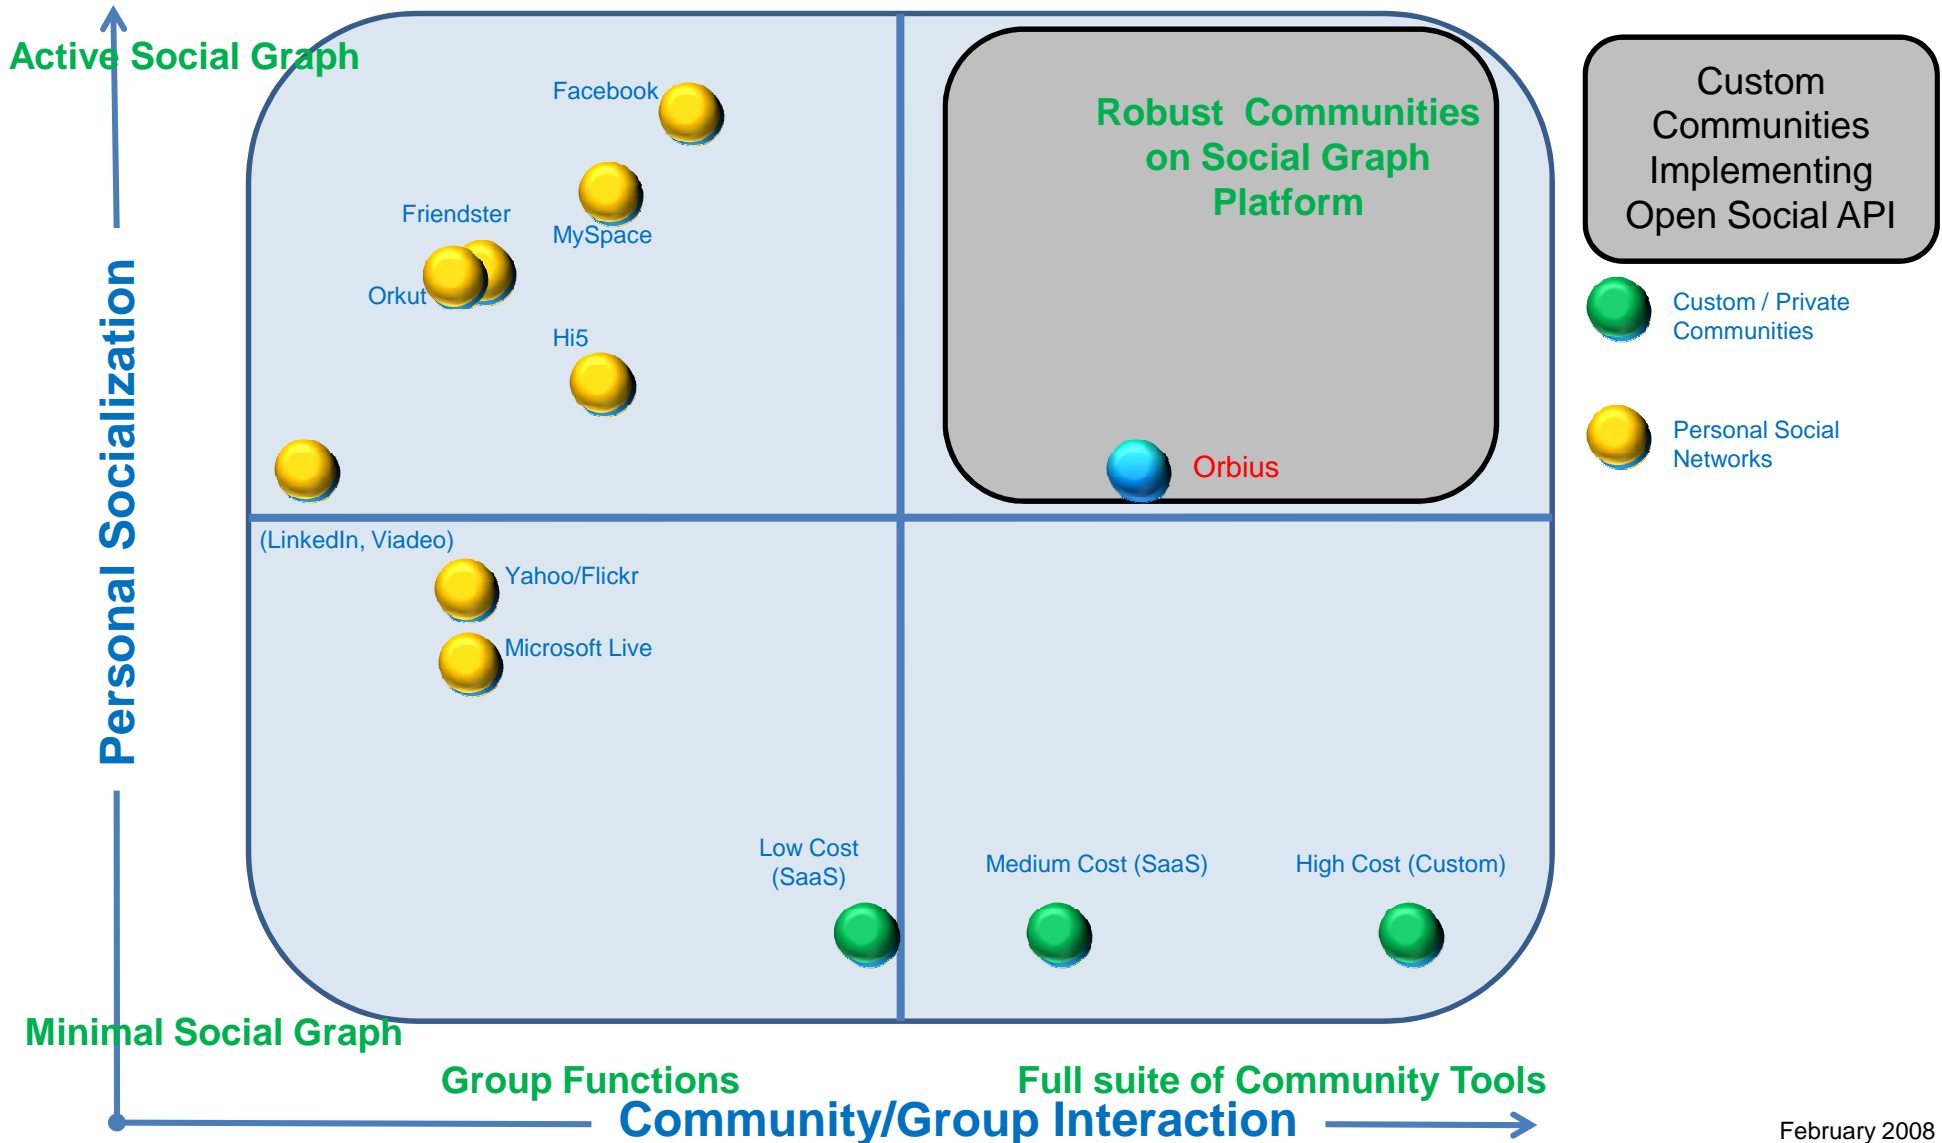 Active Social Graph
Facebook
Robust Communities
on Social Graph
Platform
Custom
Communities
Implementing
Open Social API
Friendster
MySpace
Orkut
Hi5
Custom / Private
Communities
Personal Social
Networks
Orbius
Personal Socialization
(LinkedIn, Viadeo)
Yahoo/Flickr
Microsoft Live
Low Cost
(SaaS)
Medium Cost (SaaS)
High Cost (Custom)
Minimal Social Graph
Group Functions
Full suite of Community Tools
Community/Group Interaction
February 2008